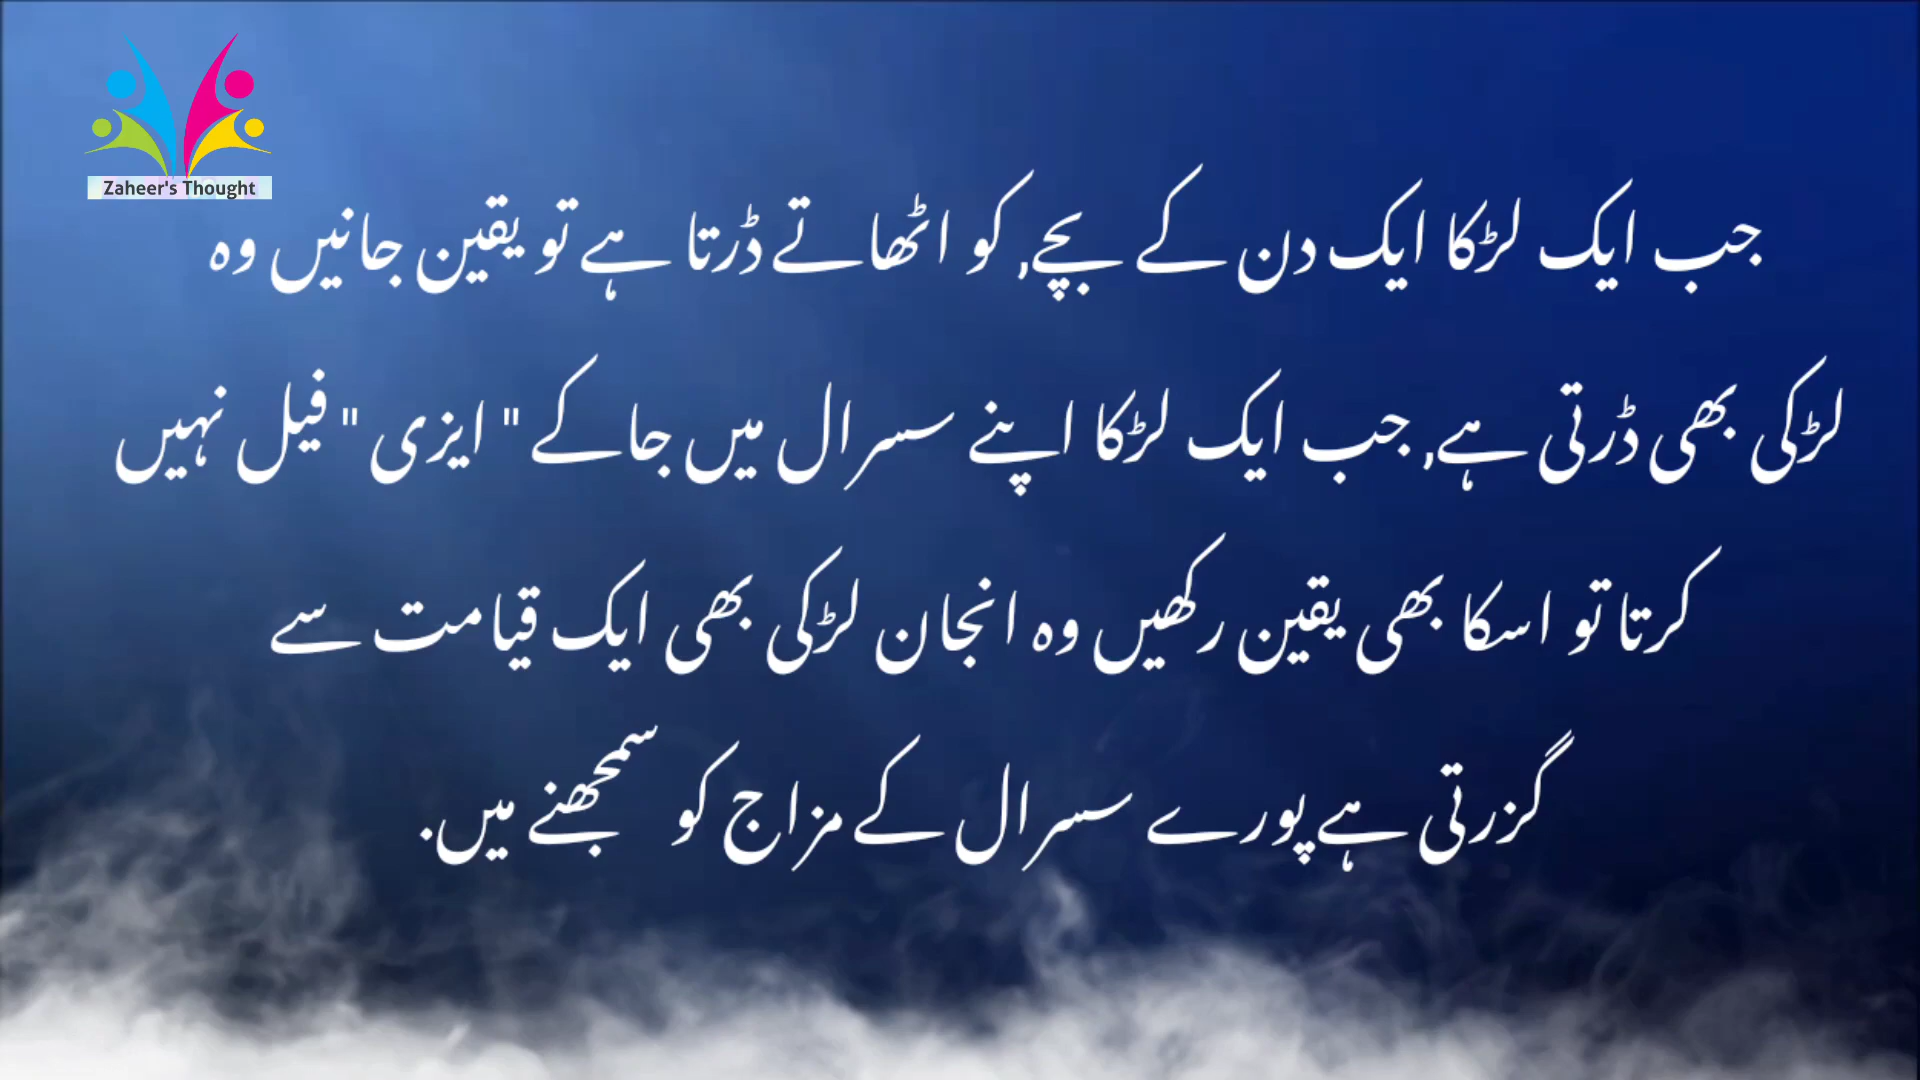 Zaheer's Thought
جب ایک لڑکا ایک دن کے بچے, کو اٹھاتے ڈرتا ہے تو یقین جانیں وہ
لڑکی بھی ڈرتی ہے, جب ایک لڑکا اپنے سسرال میں جاکے " ایزی " فیل نہیں
کرتا تو اسکا بھی یقین رکھیں وہ انجان لڑکی بھی ایک قیامت سے
گزرتی ہے پورے سسرال کے مزاج کو سمجھنے میں.